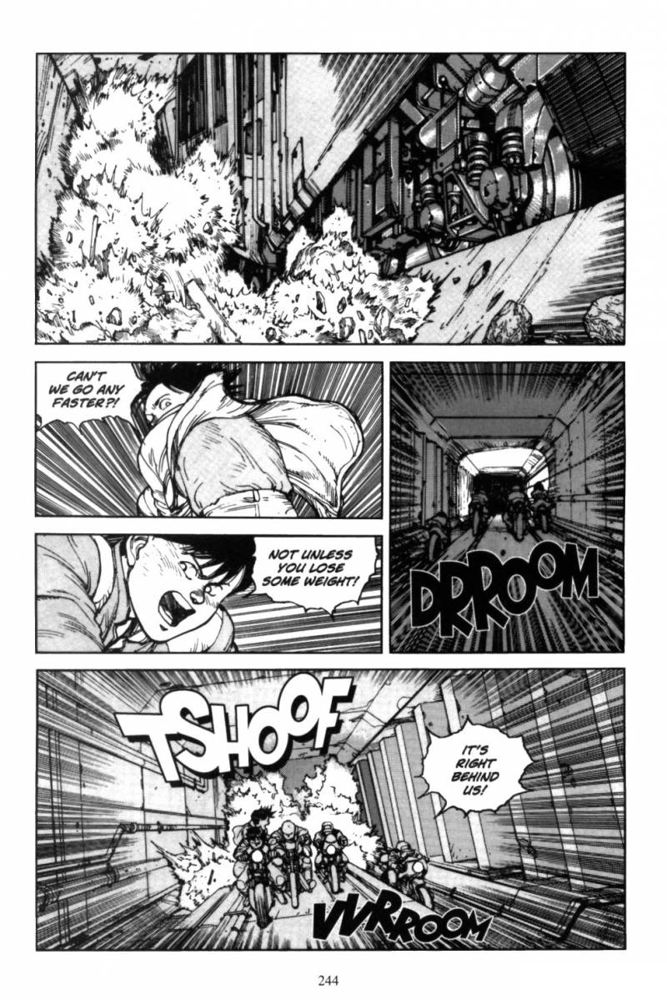 CAN'T
WE GO ANY
FASTER?!
NOT UNLESS
YOU LOSE
SOME WEIGHT!
DRROOM
TSHOOF
IT'S
RIGHT
BEHIND
US!
VVRROOM
244